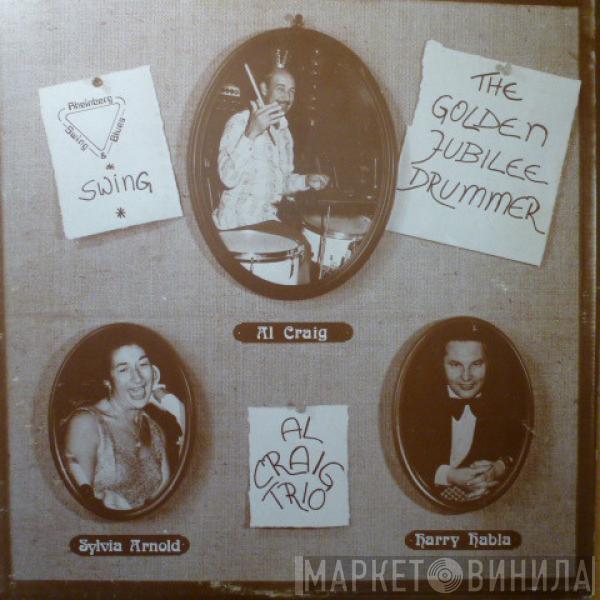 Rheinberg
Swing & Blues
* SWING *
THE
GOLDEN
JUBILEE
DRUMMER
Al Craig
AL
CRAIG
TRIO
Sylvia Arnold
Harry Habla
МАРКЕТ ВИНИЛА